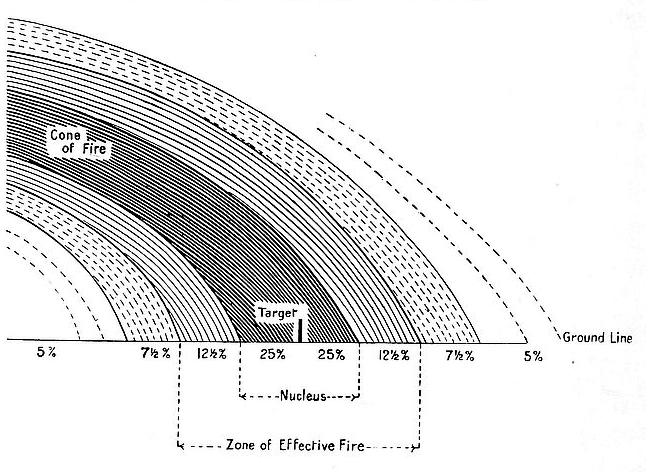 Cone
of Fire
Target
Ground Line
5% 7½% 12½% 25% 25% 12½% 7½% 5%
Nucleus
Zone of Effective Fire